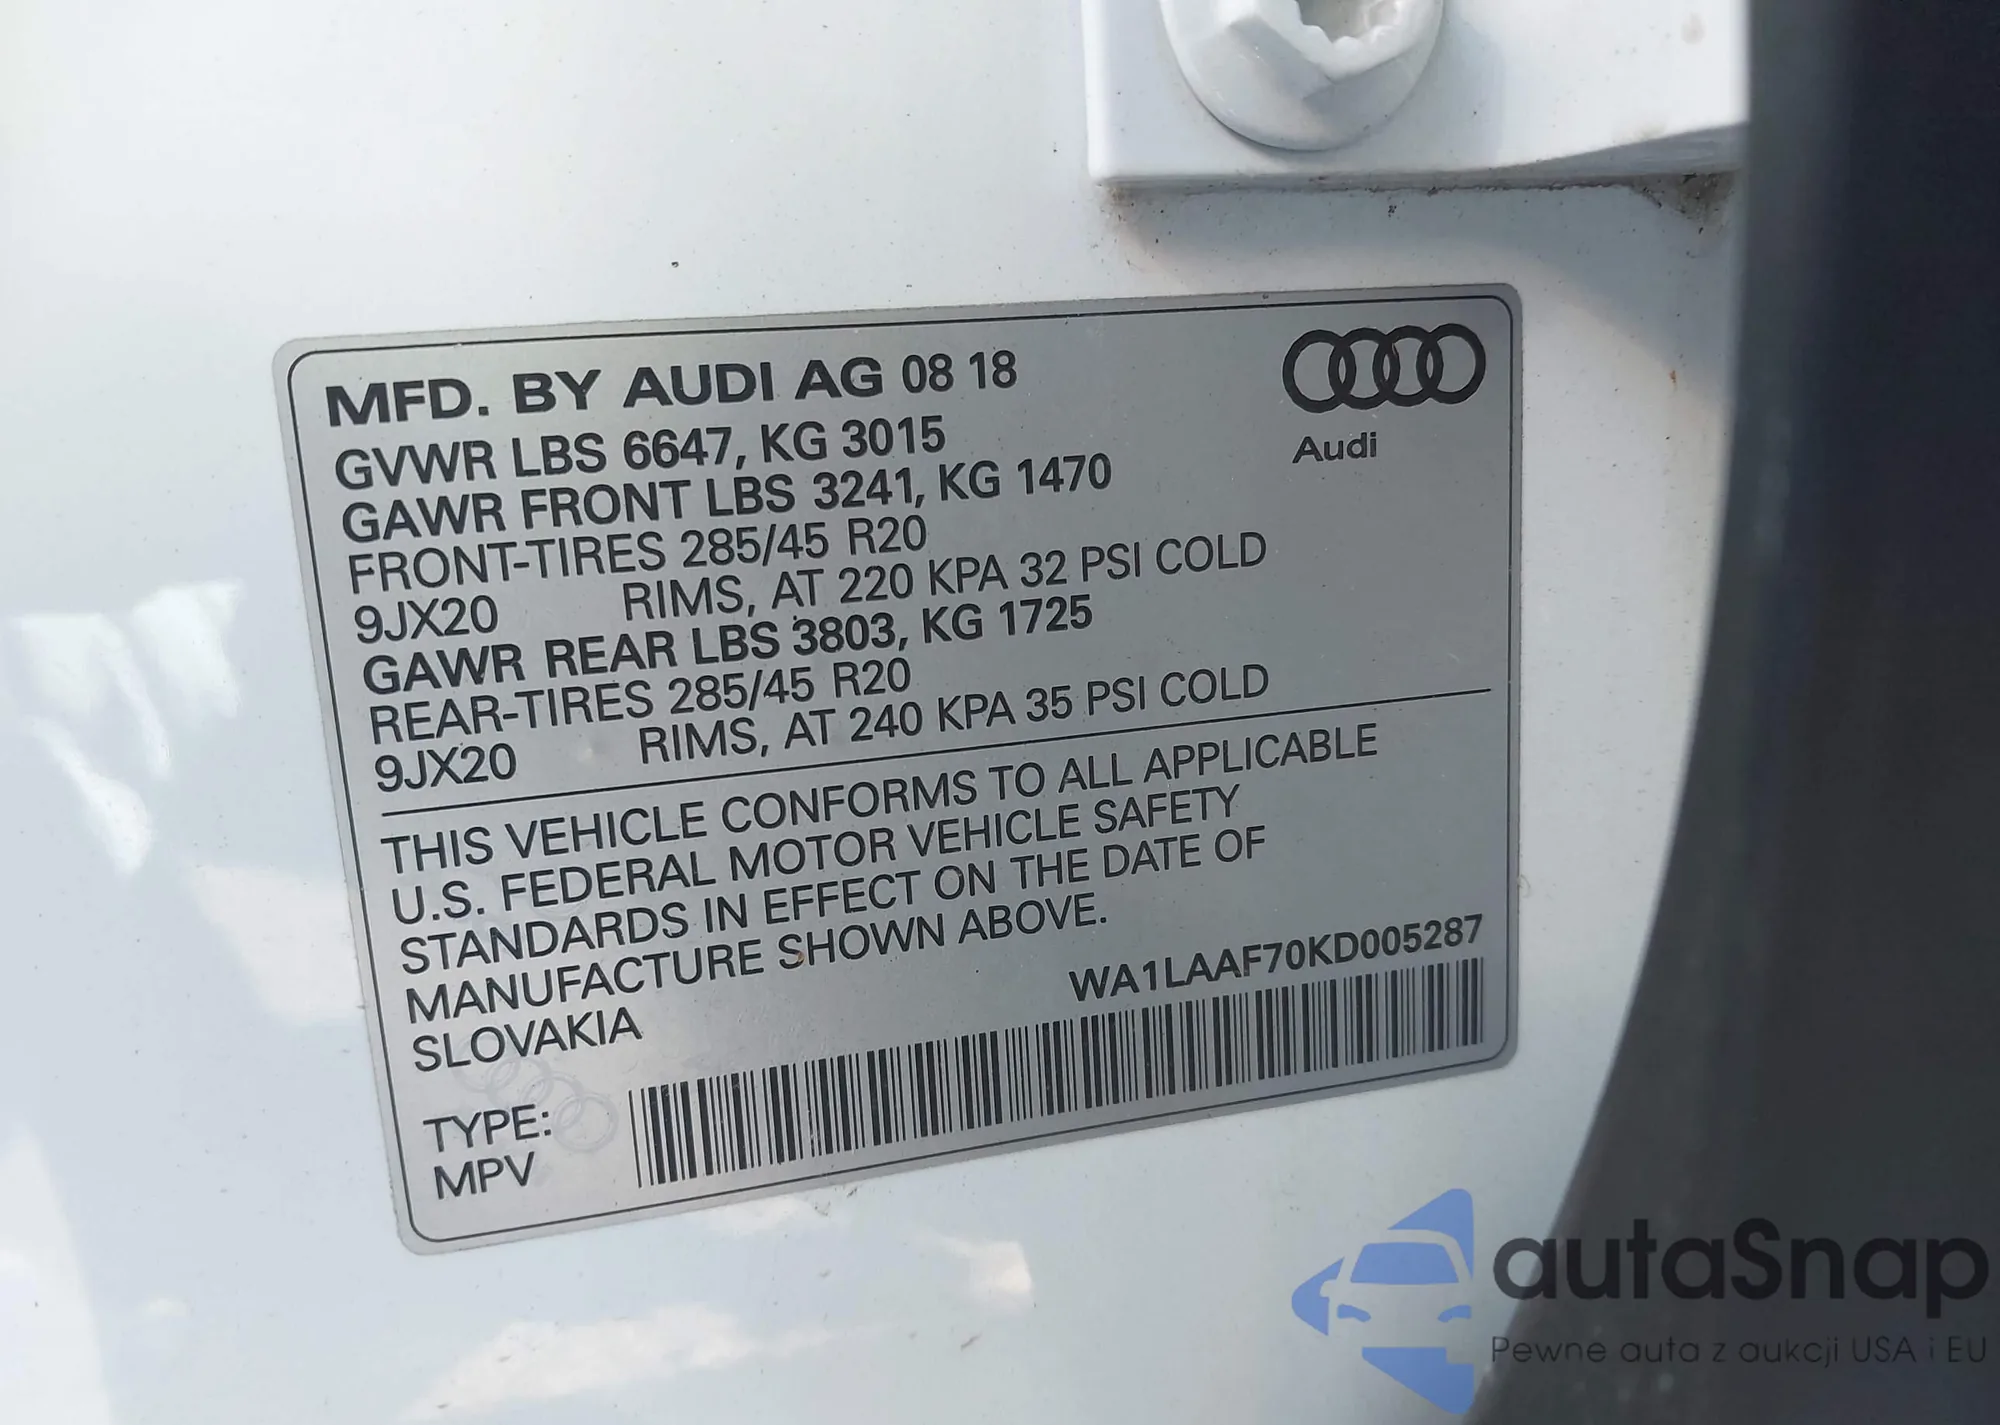 MFD. BY AUDI AG 08 18
GVWR LBS 6647, KG 3015
GAWR FRONT LBS 3241, KG 1470
FRONT-TIRES 285/45 R20
9JX20 RIMS, AT 220 KPA 32 PSI COLD
GAWR REAR LBS 3803, KG 1725
REAR-TIRES 285/45 R20
9JX20 RIMS, AT 240 KPA 35 PSI COLD
Audi
THIS VEHICLE CONFORMS TO ALL APPLICABLE
U.S. FEDERAL MOTOR VEHICLE SAFETY
STANDARDS IN EFFECT ON THE DATE OF
MANUFACTURE SHOWN ABOVE.
SLOVAKIA
WA1LAAF70KD005287
TYPE:
MPV
autaSnap
Pewne auta z aukcji USA i EU